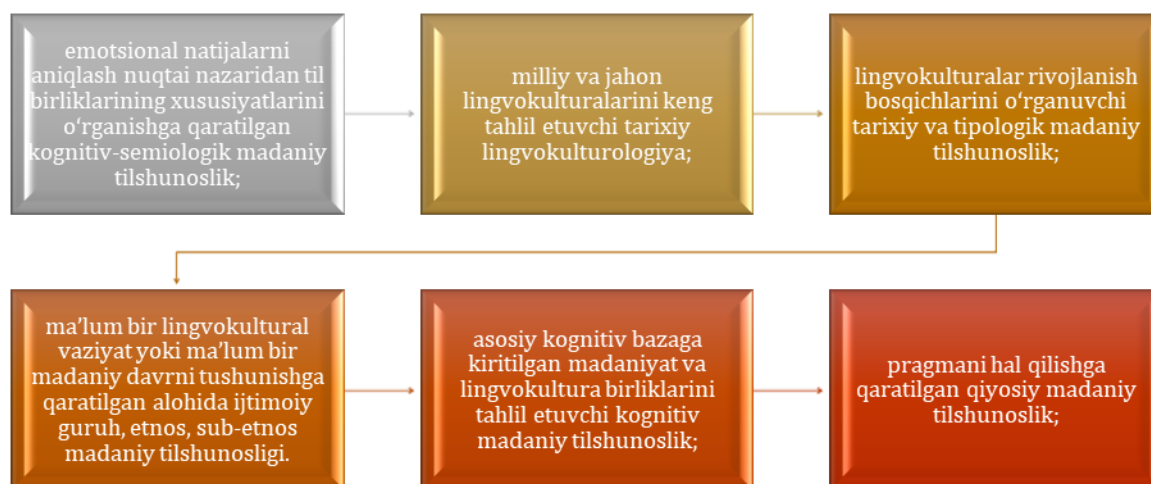 emotsional natijalarni
aniqlash nuqtai nazaridan til
birliklarining xususiyatlarini
o‘rganishga qaratilgan
kognitiv-semiologik madaniy
tilshunoslik;
milliy va jahon
lingvokulturalarini keng
tahlil etuvchi tarixiy
lingvokulturologiya;
lingvokulturalar rivojlanish
bosqichlarini o‘rganuvchi
tarixiy va tipologik madaniy
tilshunoslik;
ma’lum bir lingvokultural
vaziyat yoki ma’lum bir
madaniy davrni tushunishga
qaratilgan alohida ijtimoiy
guruh, etnos, sub-etnos
madaniy tilshunosligi.
asosiy kognitiv bazaga
kiritilgan madaniyat va
lingvokultura birliklarini
tahlil etuvchi kognitiv
madaniy tilshunoslik;
pragmani hal qilishga
qaratilgan qiyosiy madaniy
tilshunoslik;